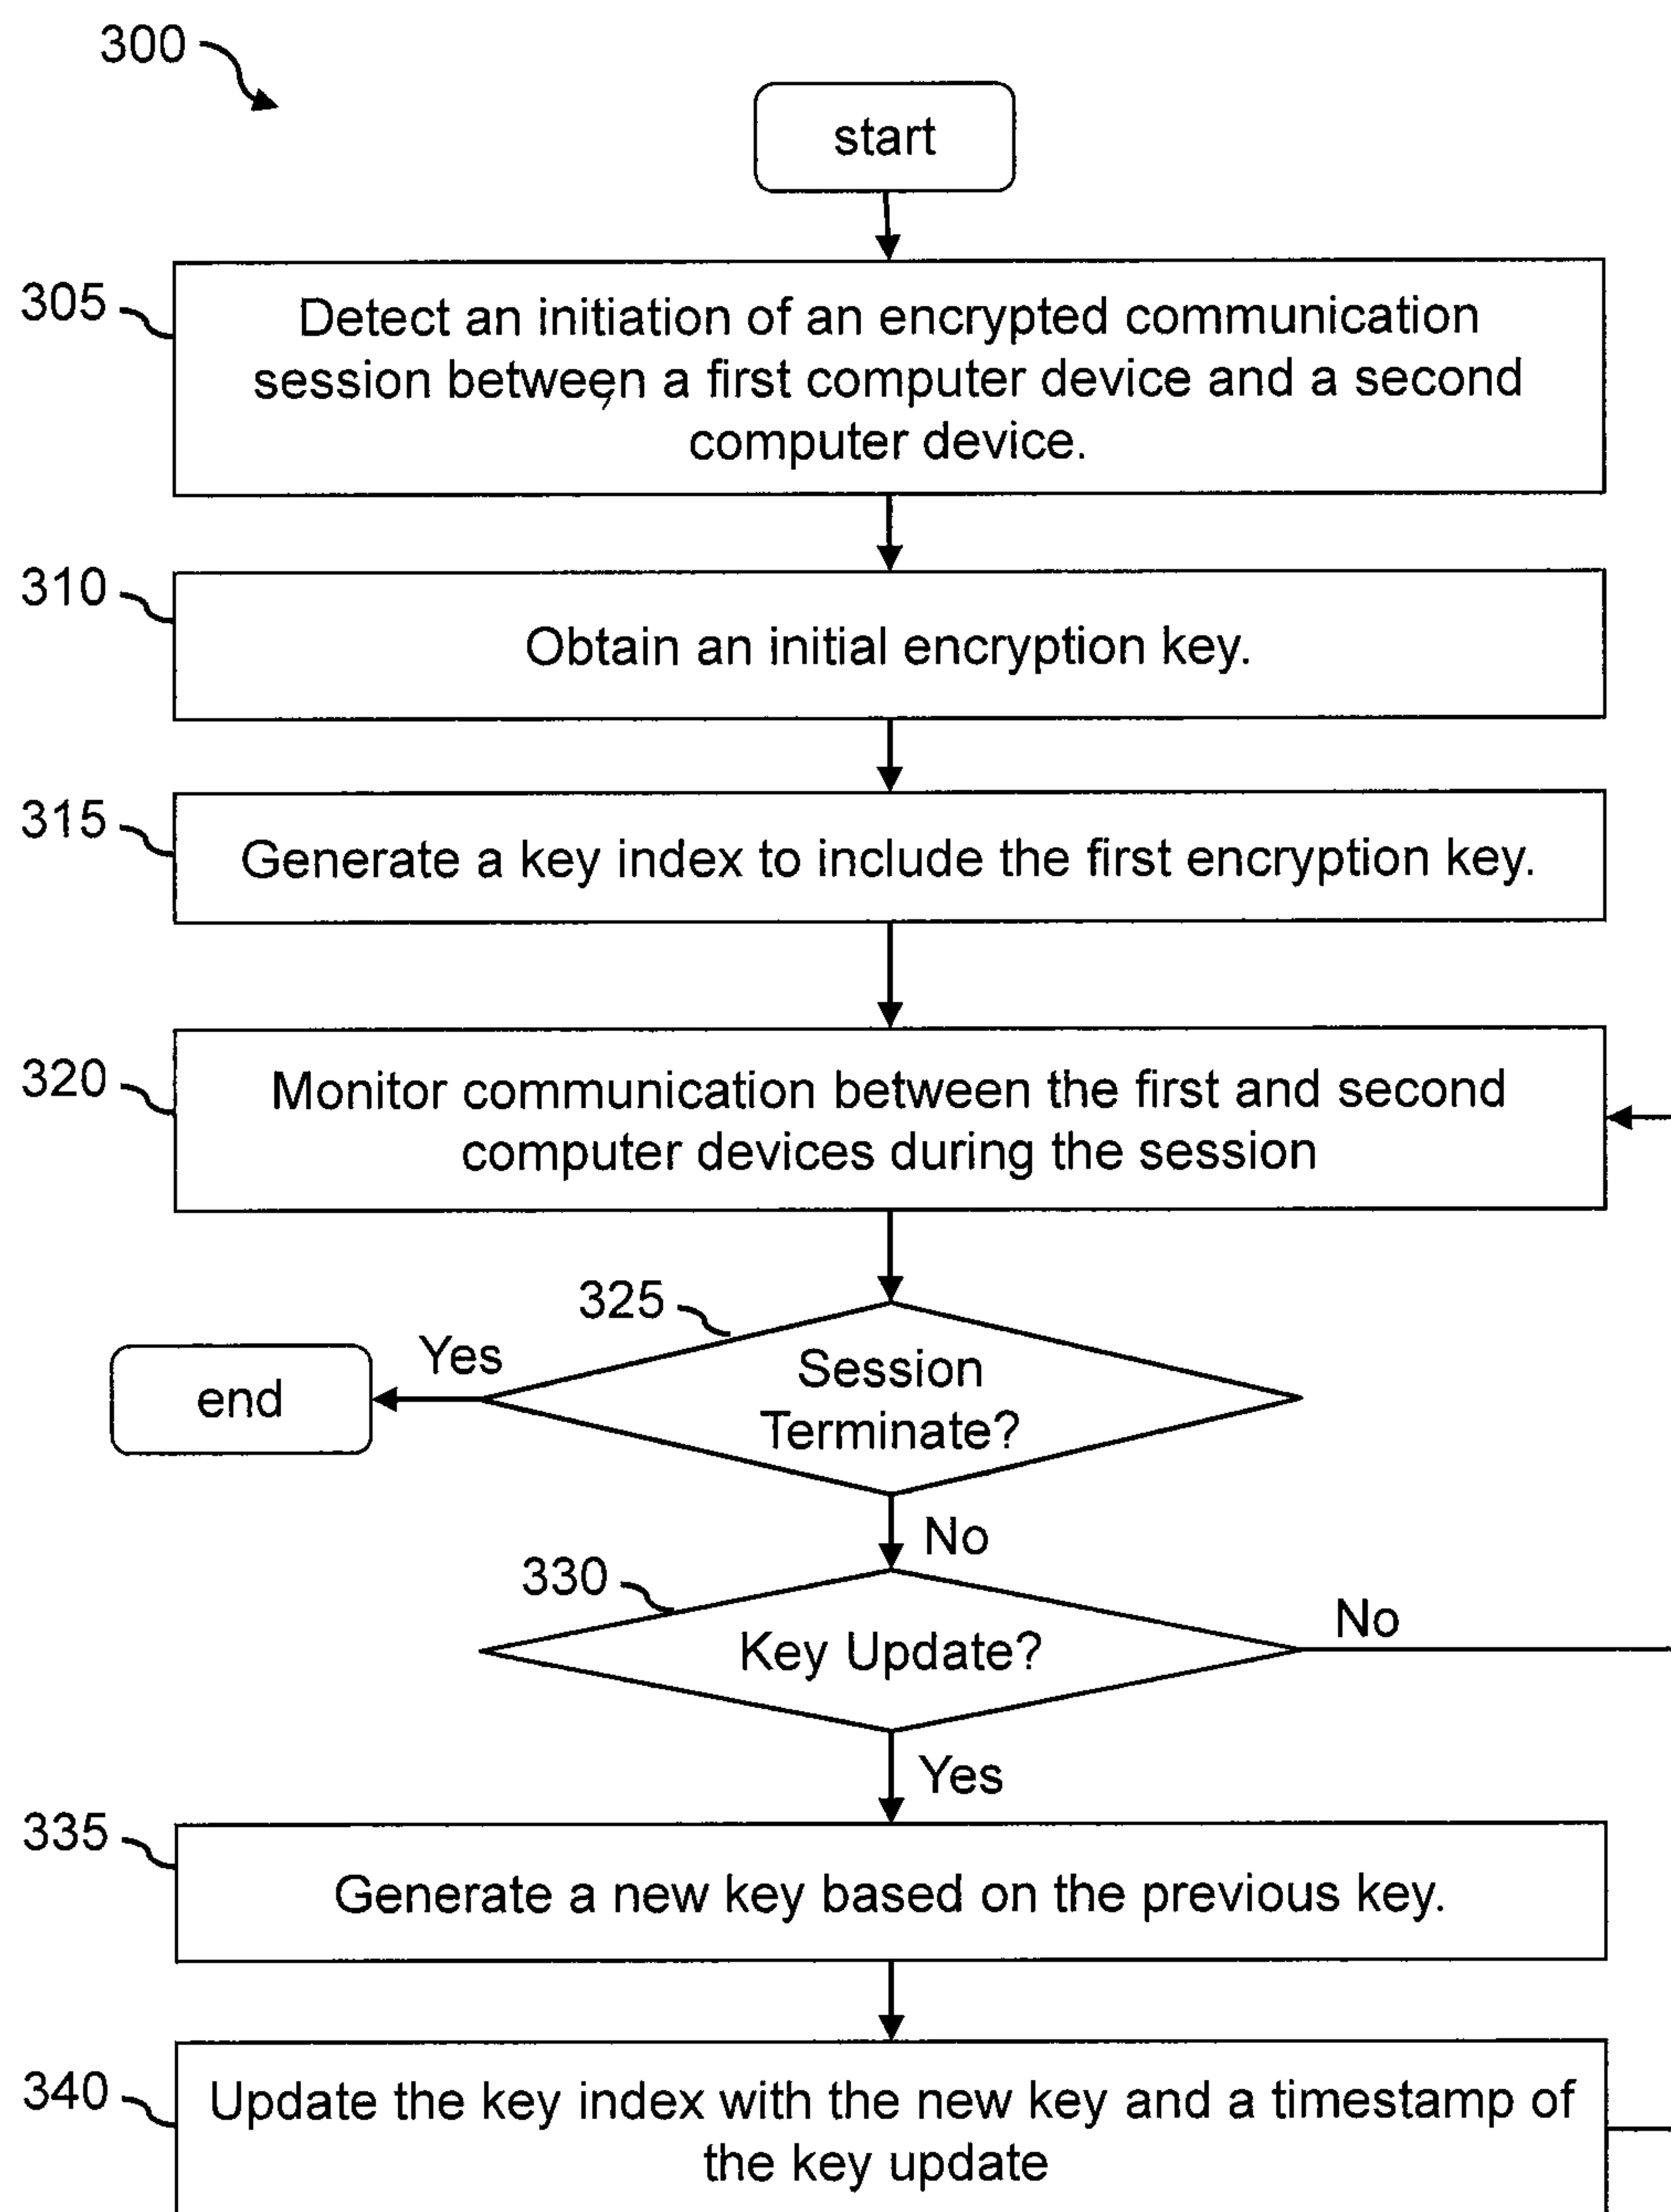 300
start
305
Detect an initiation of an encrypted communication
session between a first computer device and a second
computer device.
310
Obtain an initial encryption key.
315
Generate a key index to include the first encryption key.
320
Monitor communication between the first and second
computer devices during the session
325
Session
Terminate?
Yes
end
No
330
Key Update?
No
Yes
335
Generate a new key based on the previous key.
340
Update the key index with the new key and a timestamp of
the key update